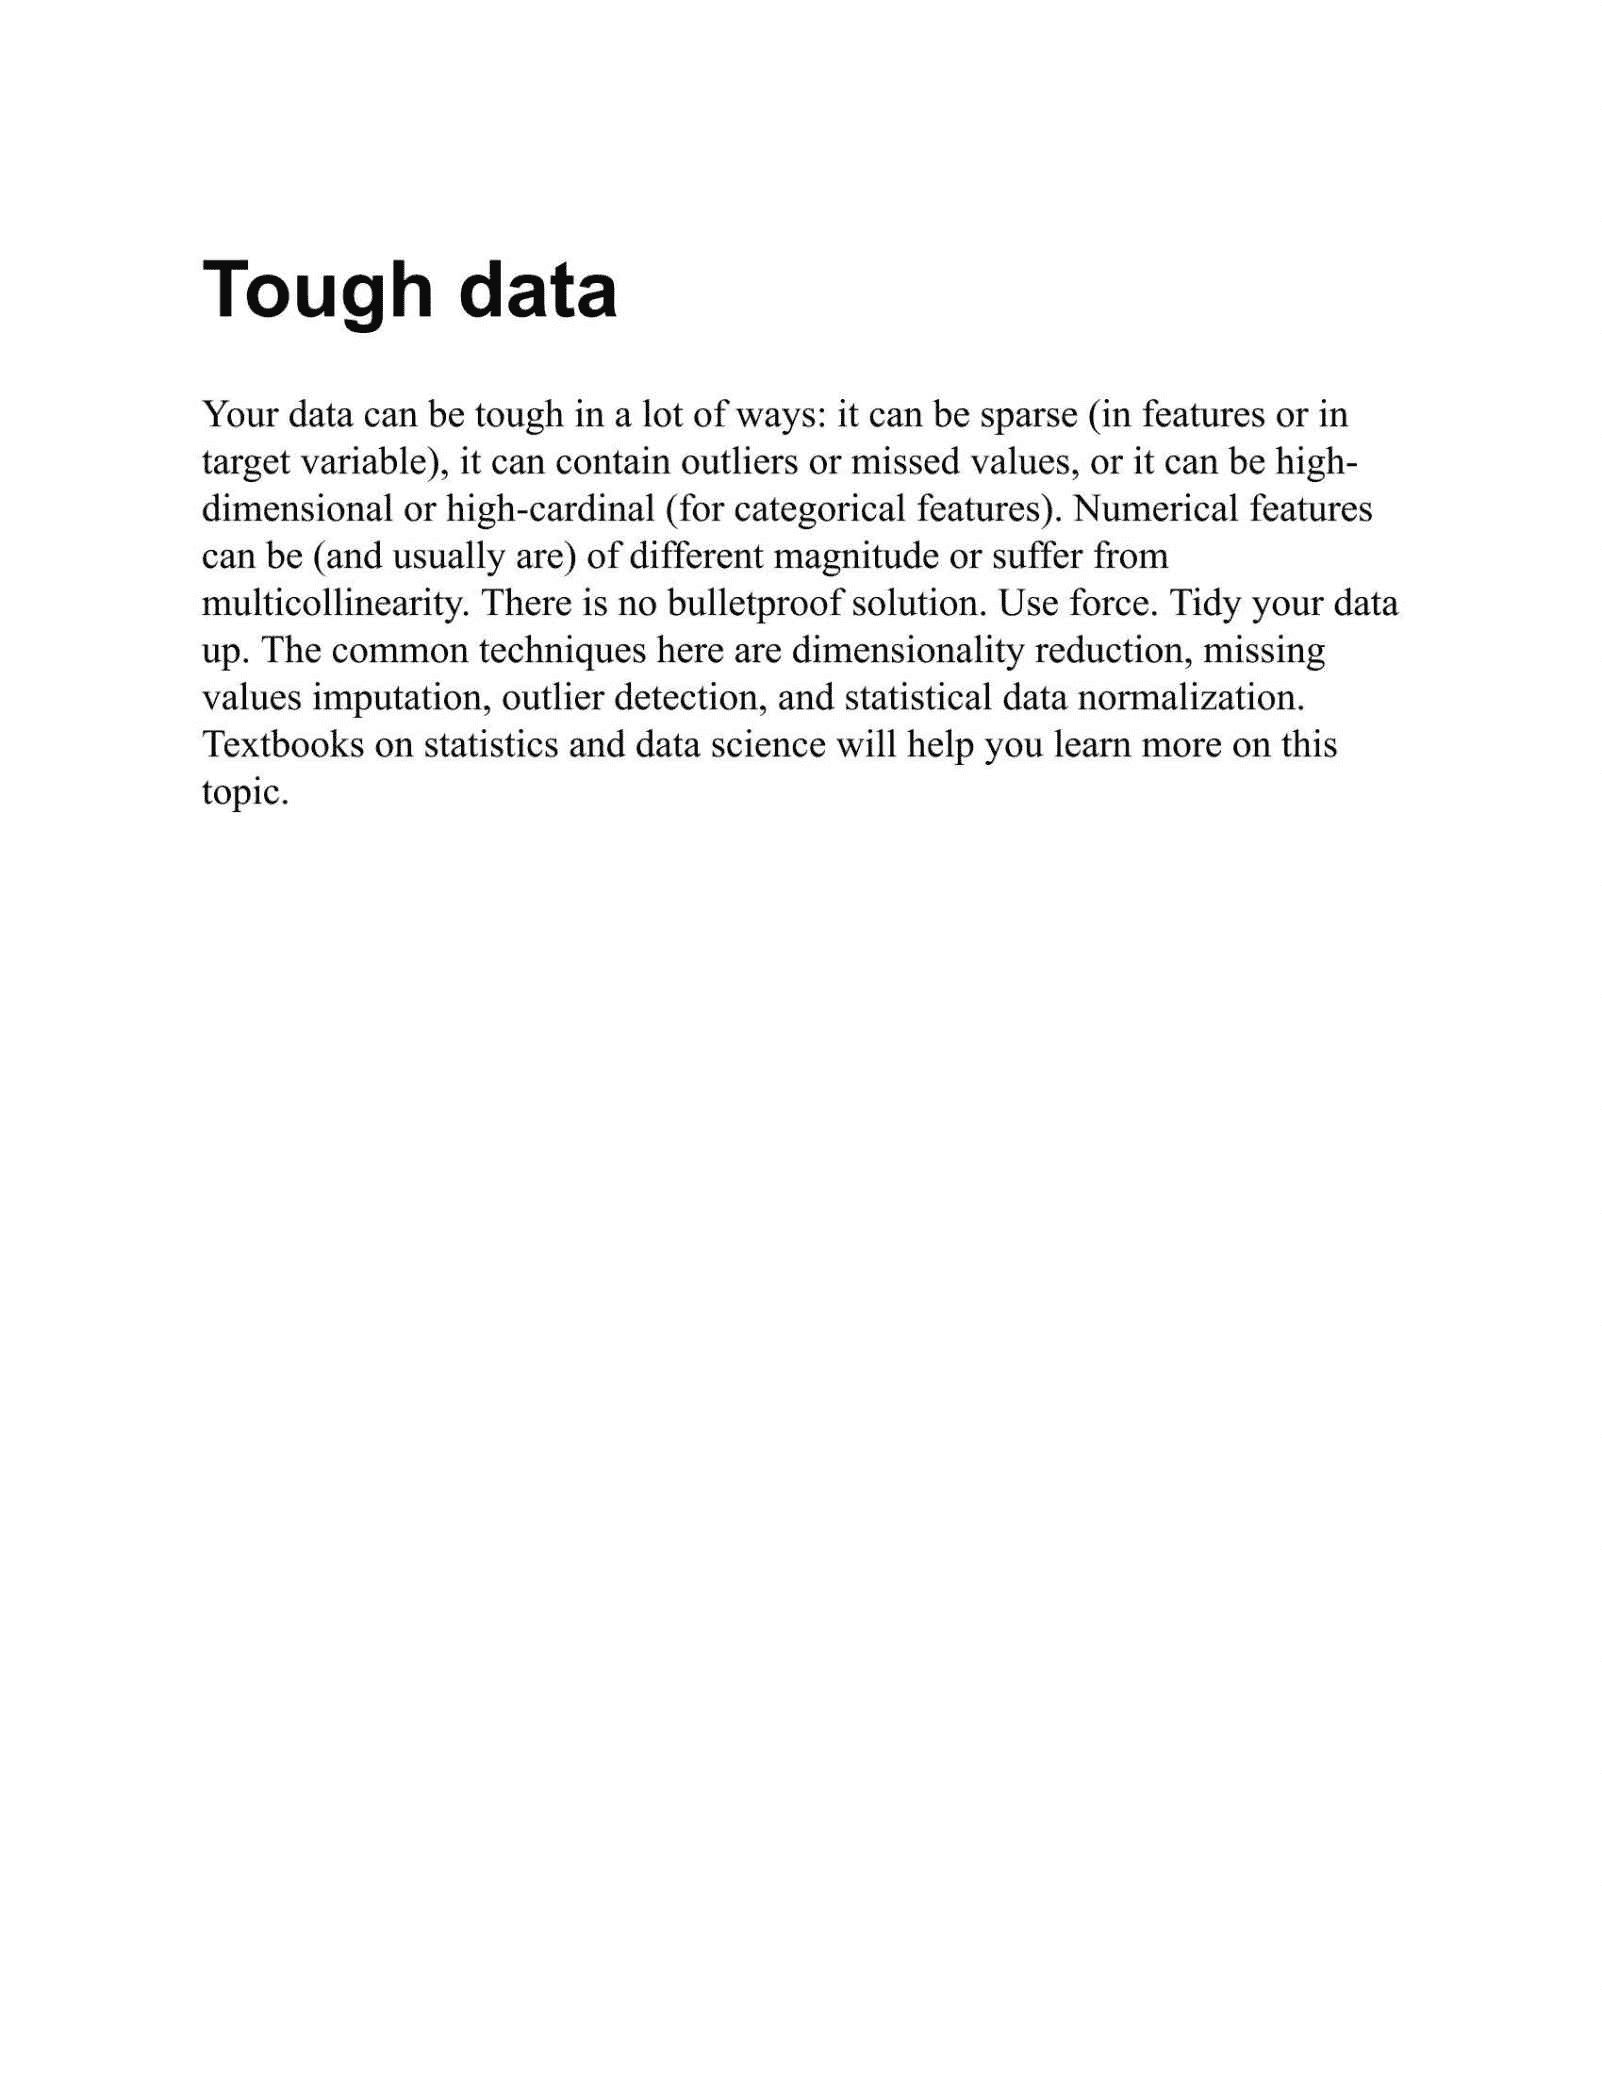 Tough data
Your data can be tough in a lot of ways: it can be sparse (in features or in
target variable), it can contain outliers or missed values, or it can be high-
dimensional or high-cardinal (for categorical features). Numerical features
can be (and usually are) of different magnitude or suffer from
multicollinearity. There is no bulletproof solution. Use force. Tidy your data
up. The common techniques here are dimensionality reduction, missing
values imputation, outlier detection, and statistical data normalization.
Textbooks on statistics and data science will help you learn more on this
topic.